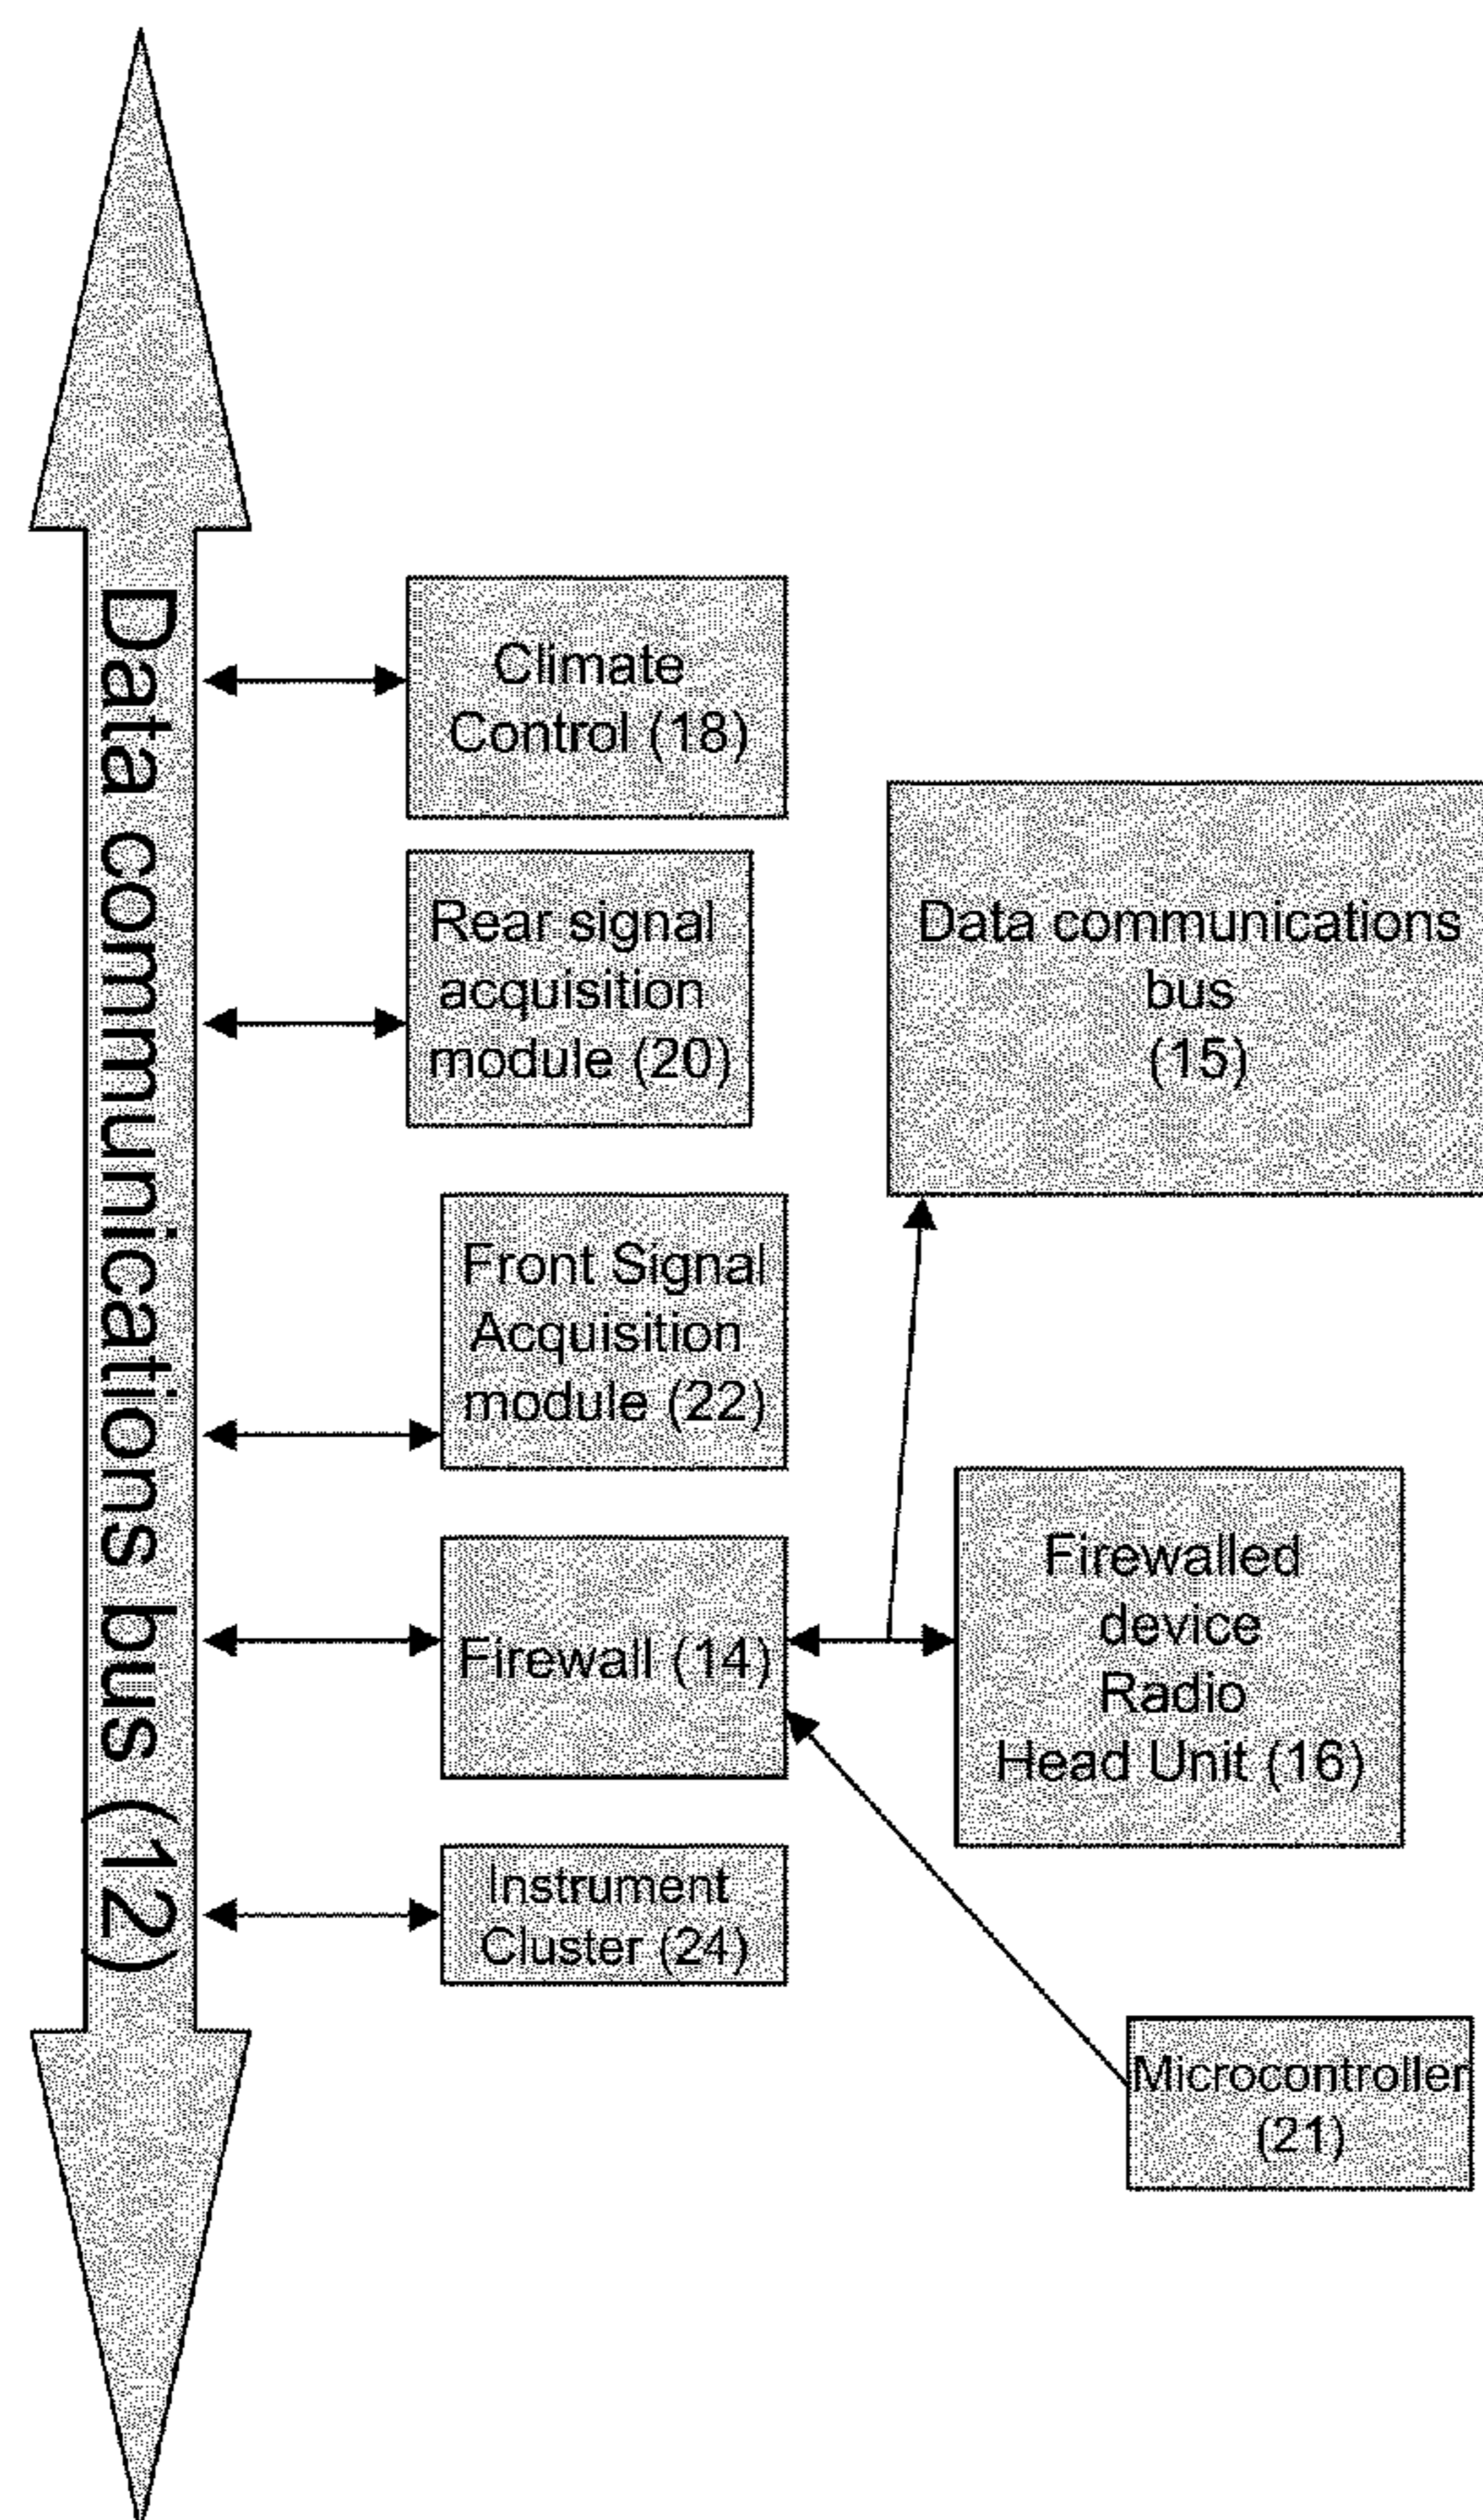 Data communications bus (12)
Climate
Control (18)
Rear signal
acquisition
module (20)
Data communications
bus
(15)
Front Signal
Acquisition
module (22)
Firewall (14)
Firewalled
device
Radio
Head Unit (16)
Instrument
Cluster (24)
Microcontroller
(21)